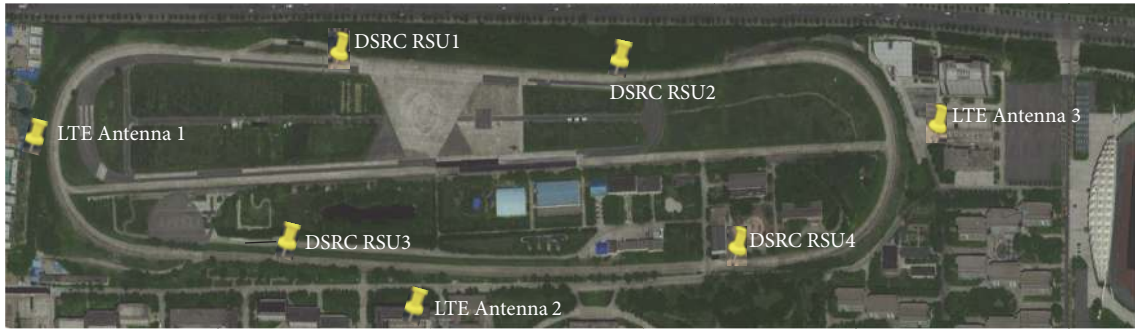 DSRC RSU1
DSRC RSU2
LTE Antenna 3
LTE Antenna 1
DSRC RSU3
DSRC RSU4
LTE Antenna 2